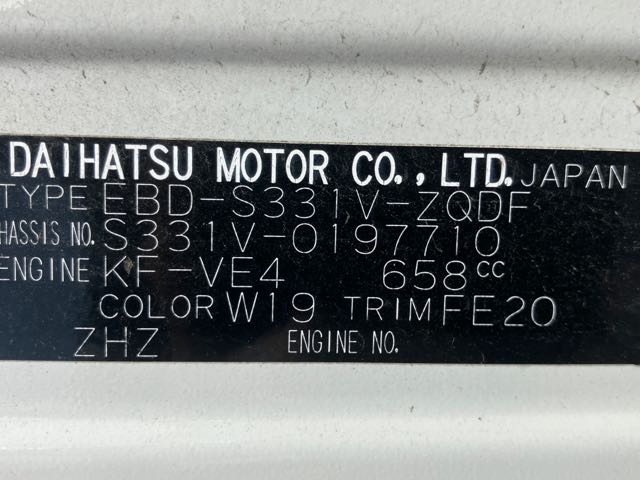 DAIHATSU MOTOR CO., LTD. JAPAN
TYPE EBD-S331V-ZQDF
CHASSIS NO. S331V-0197710
ENGINE KF-VE4 658cc
COLOR W19 TRIM FE20
ZHZ ENGINE NO.